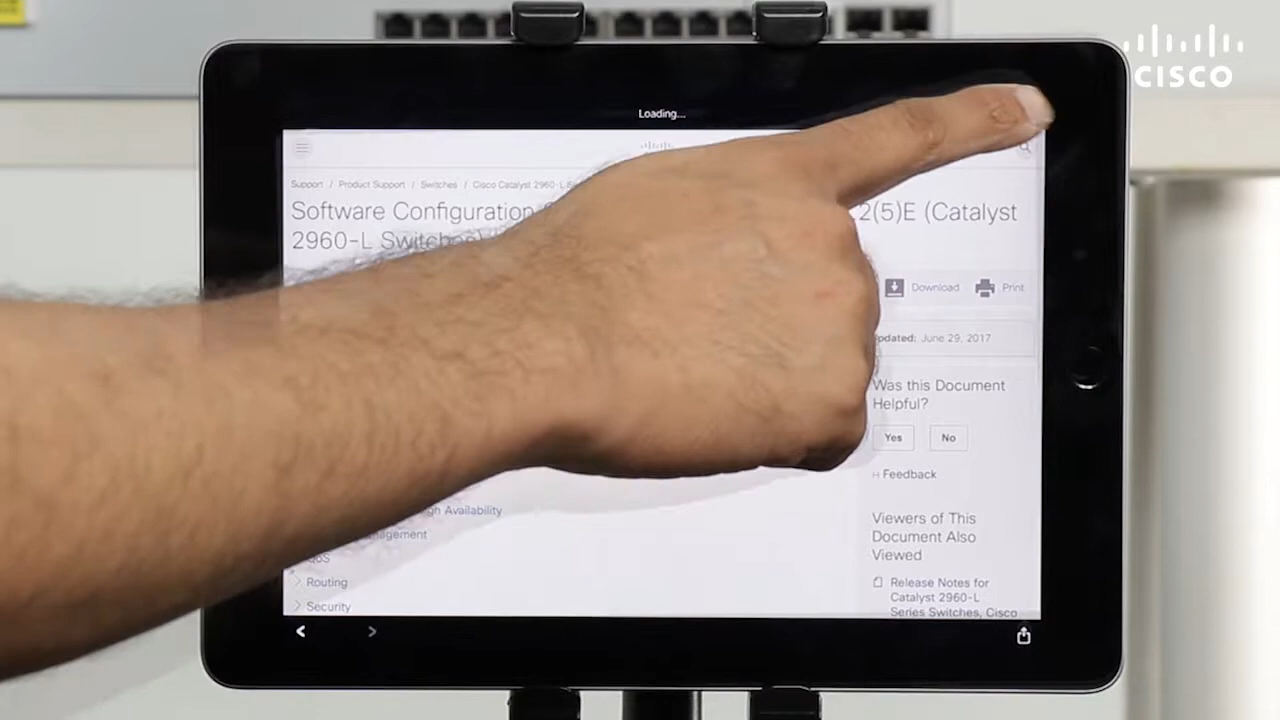 CISCO
Loading...
Support / Product Support / Switches / Cisco Catalyst 2960-L
Software Configuration 2(5)E (Catalyst
2960-L Switches)
Download Print
Updated: June 29, 2017
Was this Document
Helpful?
Yes No
Feedback
Viewers of This
Document Also
Viewed
Release Notes for
Catalyst 2960-L
Series Switches, Cisco
Availability
QoS
Routing
Security